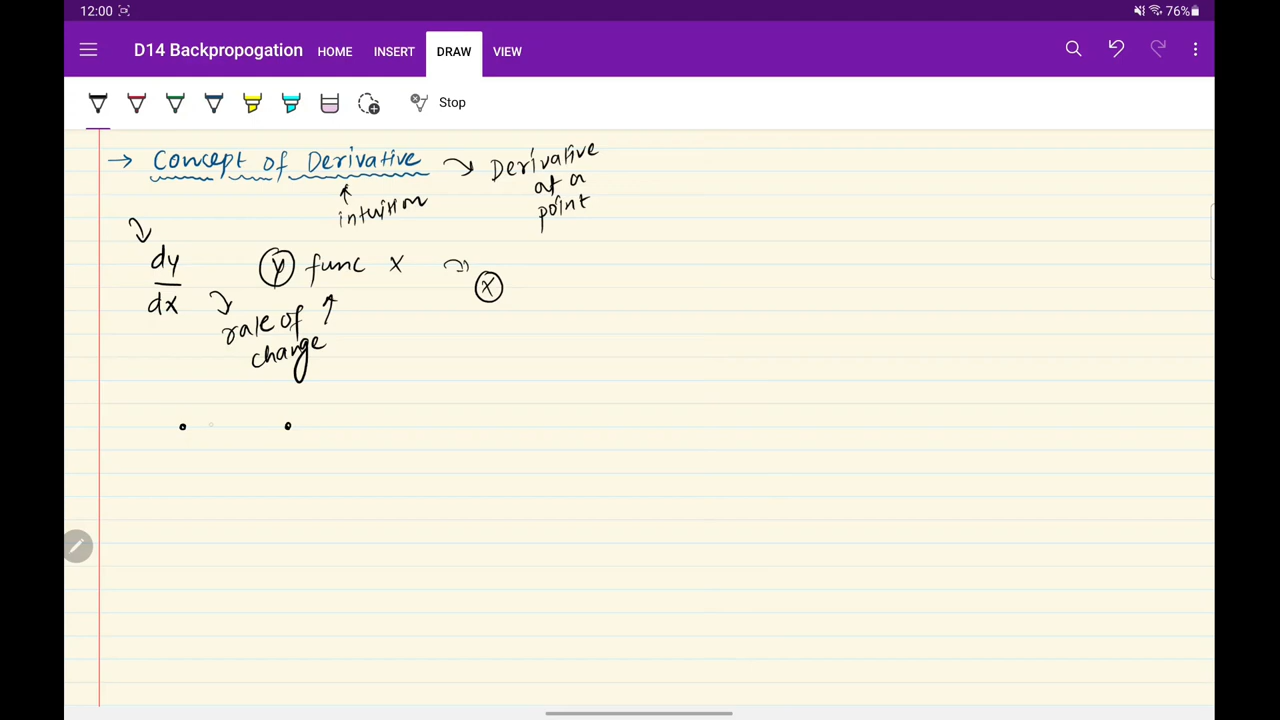 12:00
76%
D14 Backpropogation HOME INSERT DRAW VIEW
Stop
→ Concept of Derivative
Derivative
at a
point
↑
intuition
dy
dx
y func x
x
rate of
change